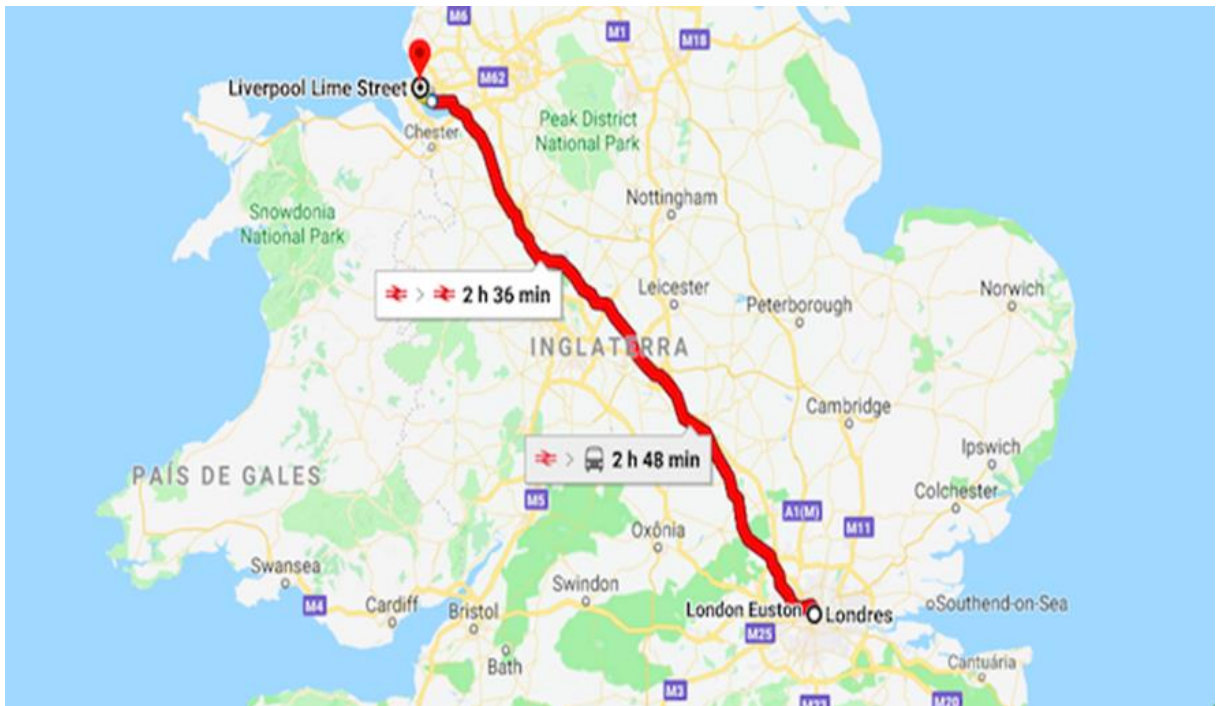 M6
M1
M18
Liverpool Lime Street
M62
Chester
Peak District
National Park
Nottingham
Snowdonia
National Park
2 h 36 min
Leicester
Peterborough
Norwich
INGLATERRA
Cambridge
2 h 48 min
Ipswich
PAÍS DE GALES
M5
Colchester
A1(M)
M11
Oxônia
Swansea
Swindon
M4
Cardiff
Bristol
London Euston
Londres
Southend-on-Sea
M25
Bath
Cantuária
M3
M20